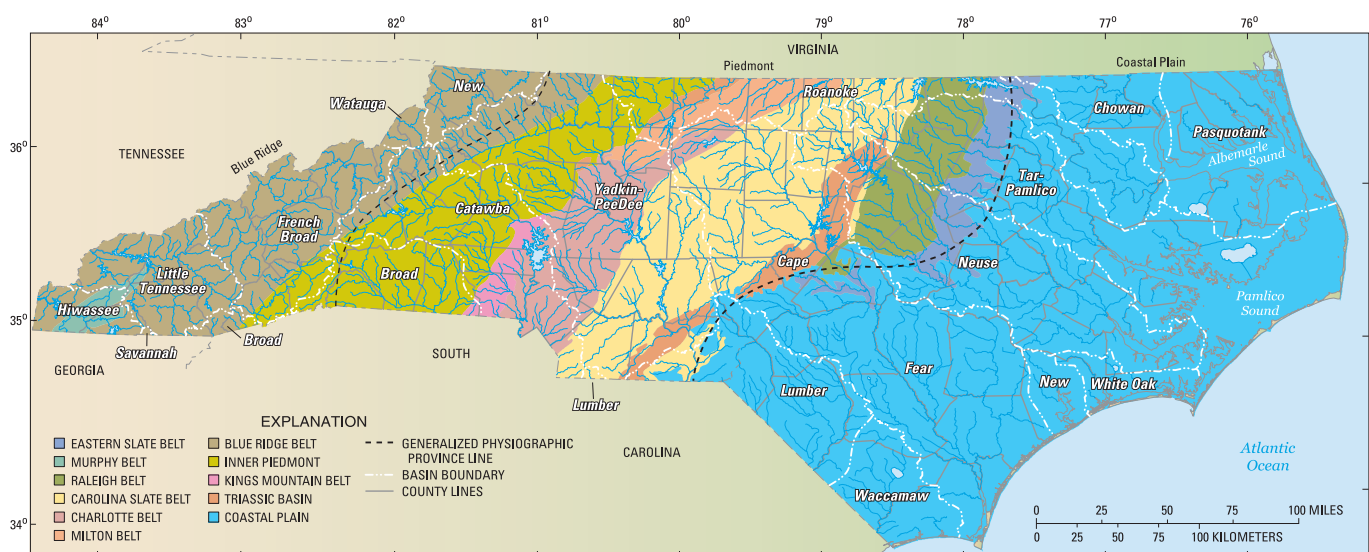 84°
83°
82°
81°
80°
79°
78°
77°
76°
VIRGINIA
Piedmont
Coastal Plain
New
Watauga
Roanoke
Chowan
Pasquotank
36°
TENNESSEE
Blue Ridge
Albemarle
Sound
Tar-
Pamlico
Yadkin-
PeeDee
Catawba
French
Broad
Broad
Cape
Neuse
Little
Tennessee
Hiwassee
Pamlico
Sound
35°
Savannah
Broad
SOUTH
GEORGIA
Fear
Lumber
New
White Oak
Lumber
CAROLINA
Atlantic
Ocean
Waccamaw
34°
EXPLANATION
EASTERN SLATE BELT
MURPHY BELT
RALEIGH BELT
CAROLINA SLATE BELT
CHARLOTTE BELT
MILTON BELT
BLUE RIDGE BELT
INNER PIEDMONT
KINGS MOUNTAIN BELT
TRIASSIC BASIN
COASTAL PLAIN
GENERALIZED PHYSIOGRAPHIC
PROVINCE LINE
BASIN BOUNDARY
COUNTY LINES
0 25 50 75 100 MILES
0 25 50 75 100 KILOMETERS